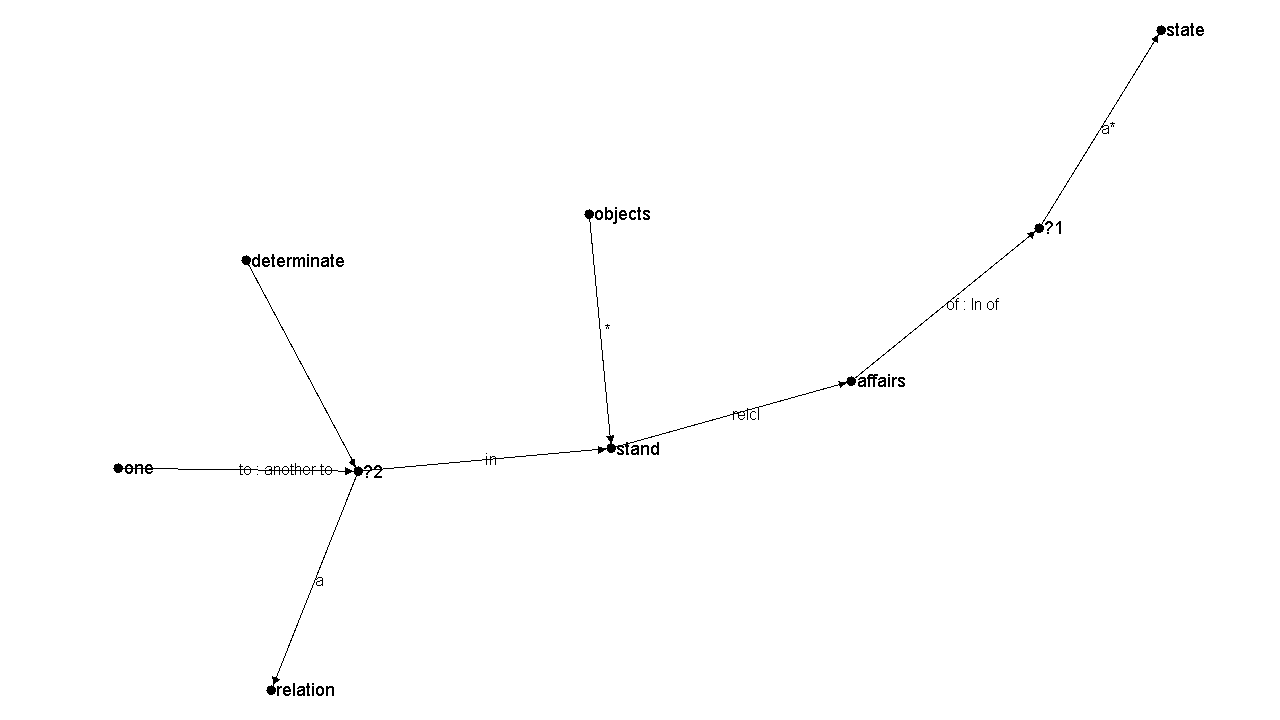 state
a*
objects
?1
determinate
of : In of
*
affairs
relcl
stand
in
one
to : another to
?2
a
relation